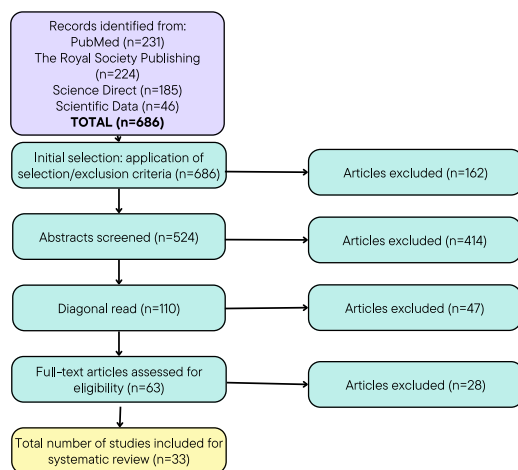 Records identified from:
PubMed (n=231)
The Royal Society Publishing
(n=224)
Science Direct (n=185)
Scientific Data (n=46)
TOTAL (n=686)
Initial selection: application of
selection/exclusion criteria
(n=686)
Articles excluded (n=162)
Abstracts screened (n=524)
Articles excluded (n=414)
Diagonal read (n=110)
Articles excluded (n=47)
Full-text articles assessed for
eligibility (n=63)
Articles excluded (n=28)
Total number of studies included for
systematic review (n=33)